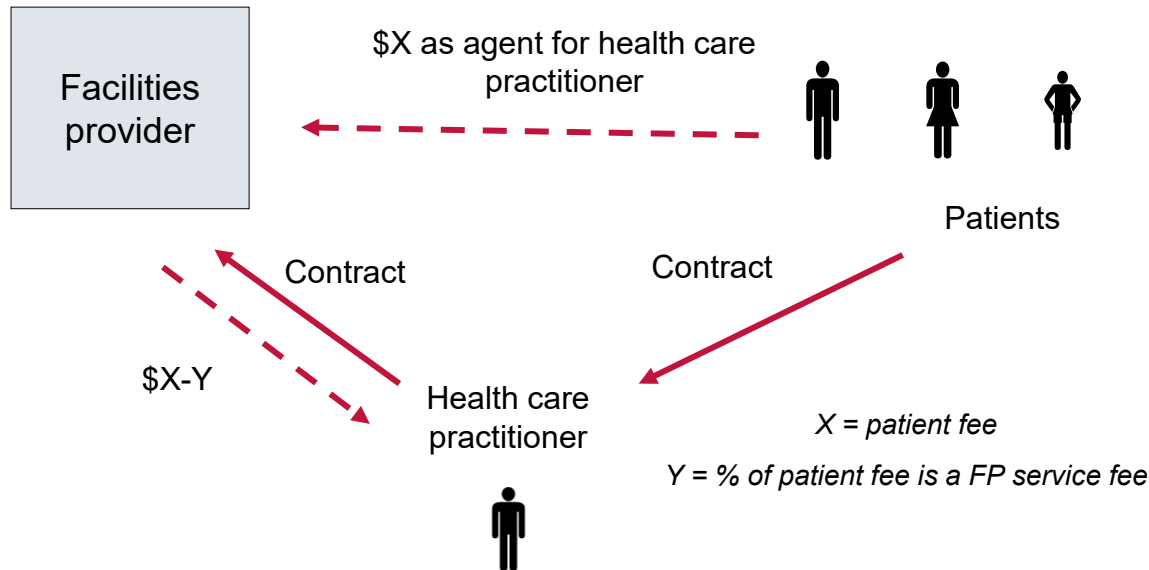 Facilities
provider
$X as agent for health care
practitioner
Patients
Contract
Contract
$X-Y
Health care
practitioner
X = patient fee
Y = % of patient fee is a FP service fee